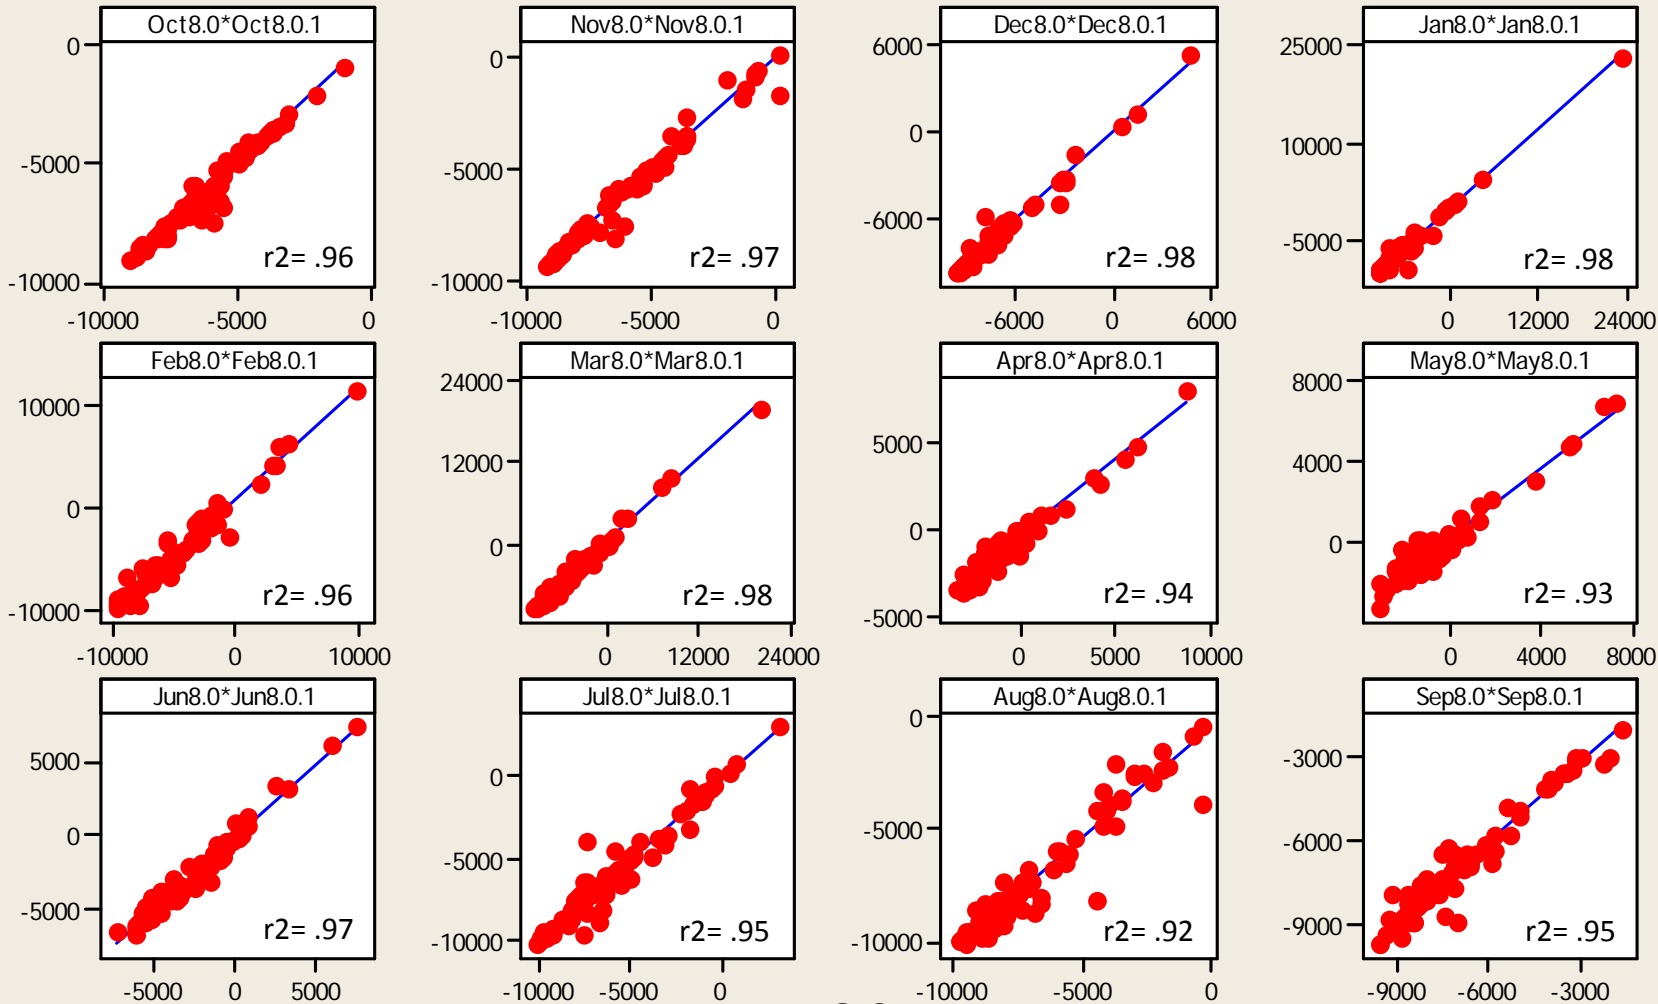 Oct8.0*Oct8.0.1 Nov8.0*Nov8.0.1 Dec8.0*Dec8.0.1 Jan8.0*Jan8.0.1
0 0 6000 25000
-5000 -5000 0 10000
-10000 -10000 -6000 -5000
r2= .96 r2= .97 r2= .98 r2= .98
-10000 -5000 0 -10000 -5000 0 -6000 0 6000 0 12000 24000
Feb8.0*Feb8.0.1 Mar8.0*Mar8.0.1 Apr8.0*Apr8.0.1 May8.0*May8.0.1
10000 24000 5000 8000
0 12000 0 4000
-10000 0 -5000 0
r2= .96 r2= .98 r2= .94 r2= .93
-10000 0 10000 0 12000 24000 0 5000 10000 0 4000 8000
Jun8.0*Jun8.0.1 Jul8.0*Jul8.0.1 Aug8.0*Aug8.0.1 Sep8.0*Sep8.0.1
5000 0 0 -3000
0 -5000 -5000 -6000
-5000 -10000 -10000 -9000
r2= .97 r2= .95 r2= .92 r2= .95
-5000 0 5000 -10000 -5000 0 -10000 -5000 0 -9000 -6000 -3000